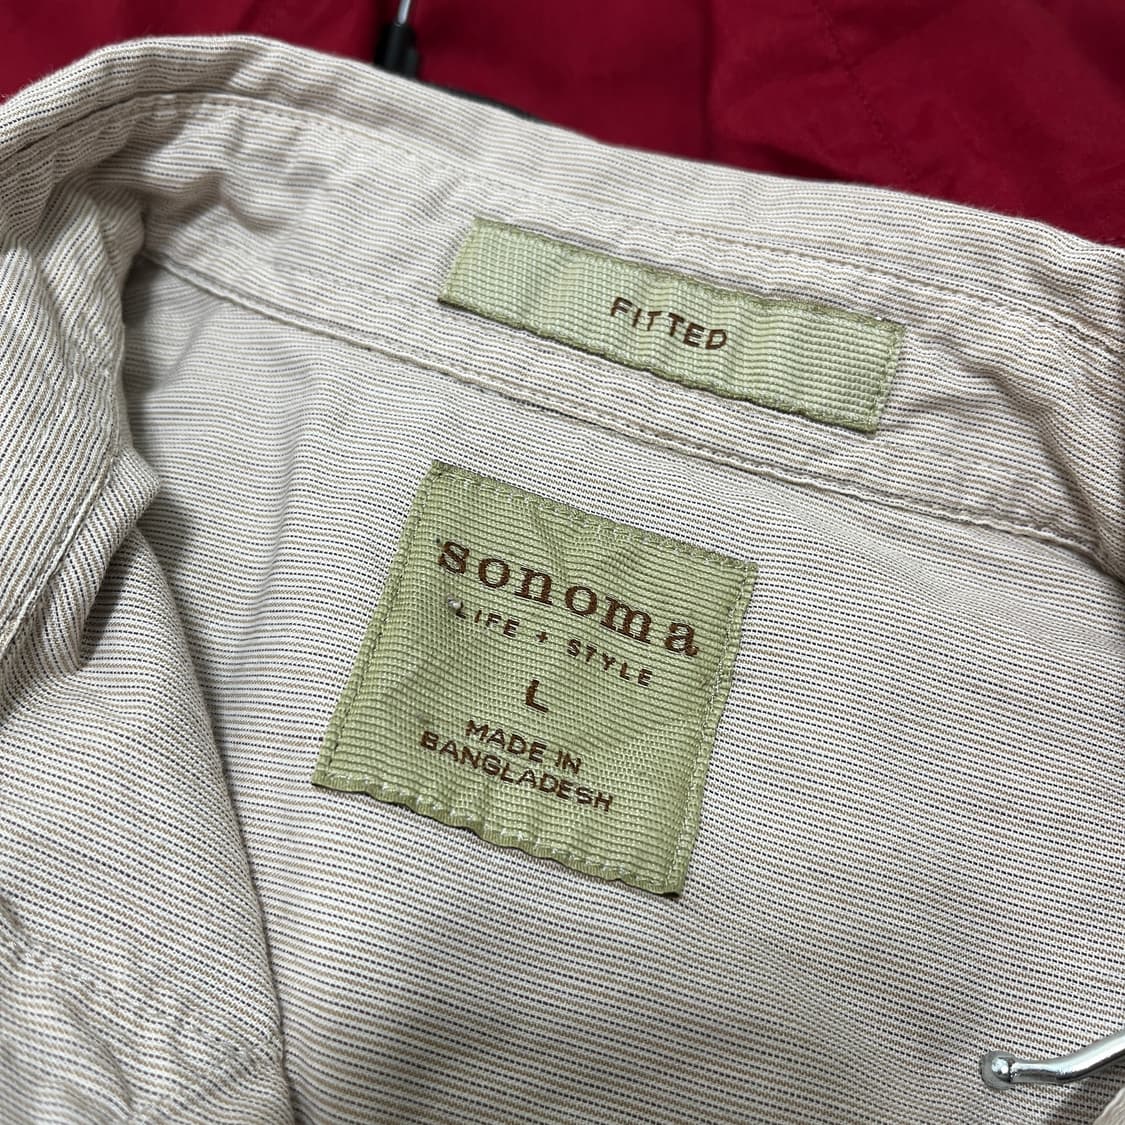 FITTED
sonoma
LIFE + STYLE
L
MADE IN
BANGLADESH